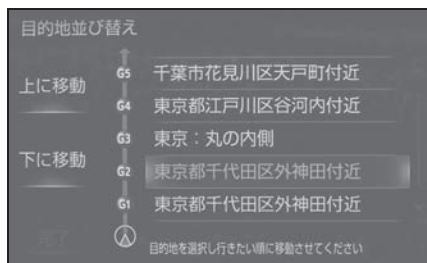 目的地並び替え
上に移動
下に移動
G5 千葉市花見川区天戸町付近
G4 東京都江戸川区谷河内付近
G3 東京：丸の内側
G2 東京都千代田区外神田付近
G1 東京都千代田区外神田付近
完了
目的地を選択し行きたい順に移動させてください